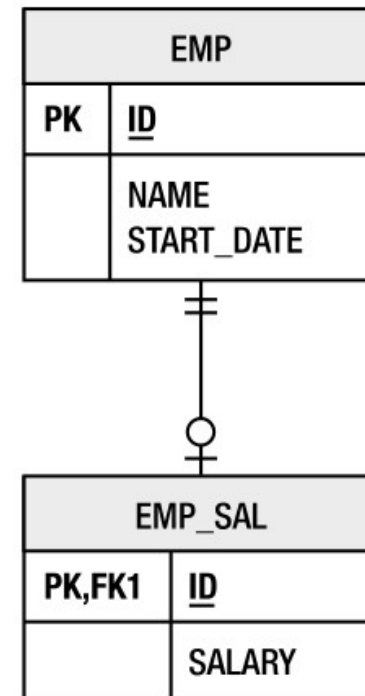 EMP
PK ID
NAME
START_DATE
EMP_SAL
PK,FK1 ID
SALARY